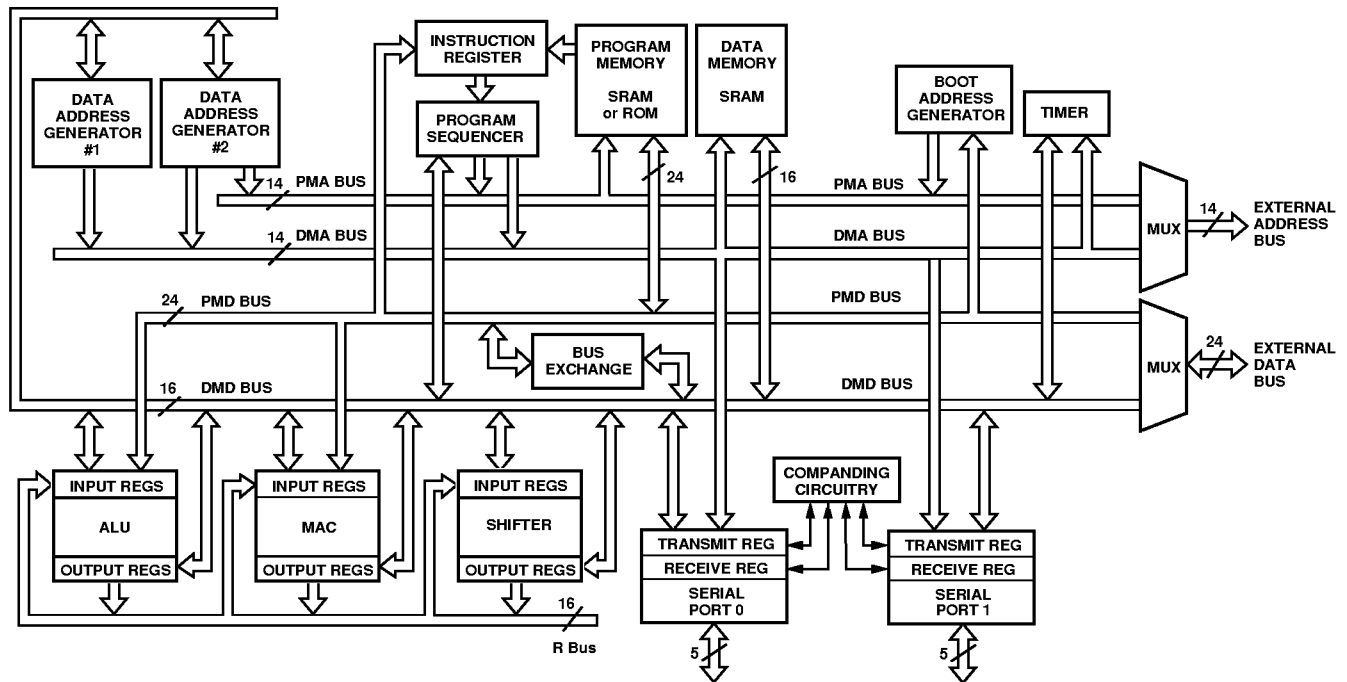 INSTRUCTION
REGISTER
PROGRAM
MEMORY
SRAM
or ROM
DATA
MEMORY
SRAM
BOOT
ADDRESS
GENERATOR
TIMER
DATA
ADDRESS
GENERATOR
#1
DATA
ADDRESS
GENERATOR
#2
PROGRAM
SEQUENCER
24
16
14
PMA BUS
PMA BUS
14
DMA BUS
DMA BUS
MUX
14
EXTERNAL
ADDRESS
BUS
24
PMD BUS
PMD BUS
BUS
EXCHANGE
MUX
24
EXTERNAL
DATA
BUS
16
DMD BUS
DMD BUS
INPUT REGS
ALU
OUTPUT REGS
INPUT REGS
MAC
OUTPUT REGS
INPUT REGS
SHIFTER
OUTPUT REGS
16
R Bus
COMPANDING
CIRCUITRY
TRANSMIT REG
RECEIVE REG
SERIAL
PORT 0
5
TRANSMIT REG
RECEIVE REG
SERIAL
PORT 1
5